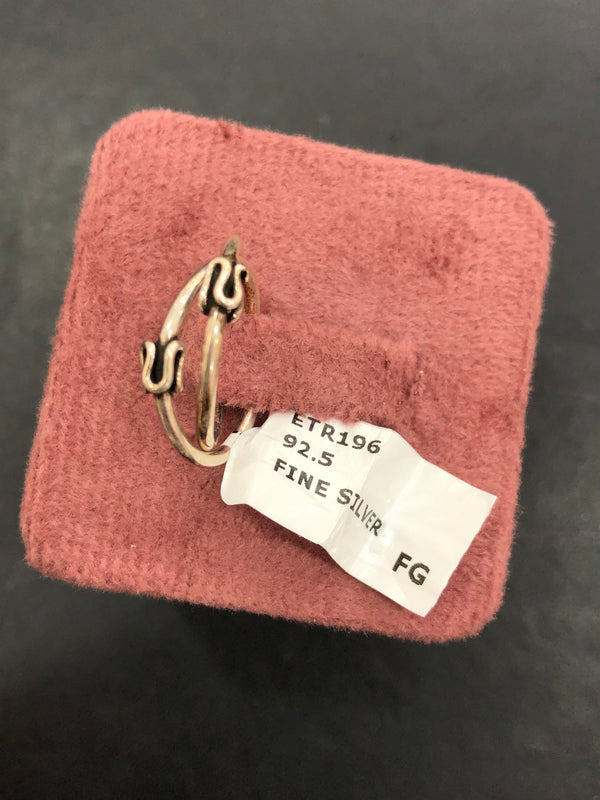 ETR196
92.5
FINE SILVER
FG